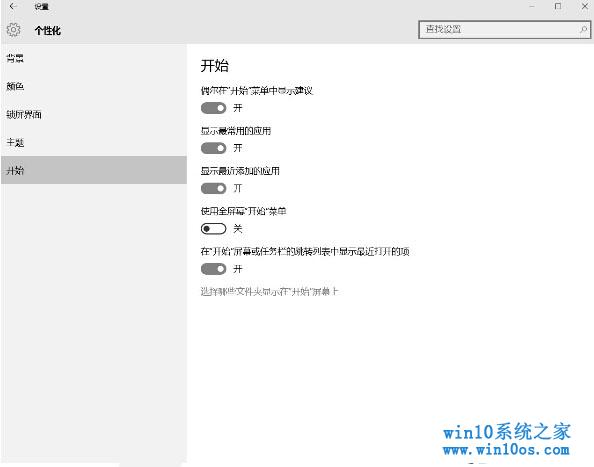 设置
个性化
查找设置
背景
颜色
锁屏界面
主题
开始
开始
偶尔在"开始"菜单中显示建议
开
显示最常用的应用
开
显示最近添加的应用
开
使用全屏幕"开始"菜单
关
在"开始"屏幕或任务栏的跳转列表中显示最近打开的项
开
选择哪些文件夹显示在"开始"屏幕上
win10系统之家
www.win10os.com